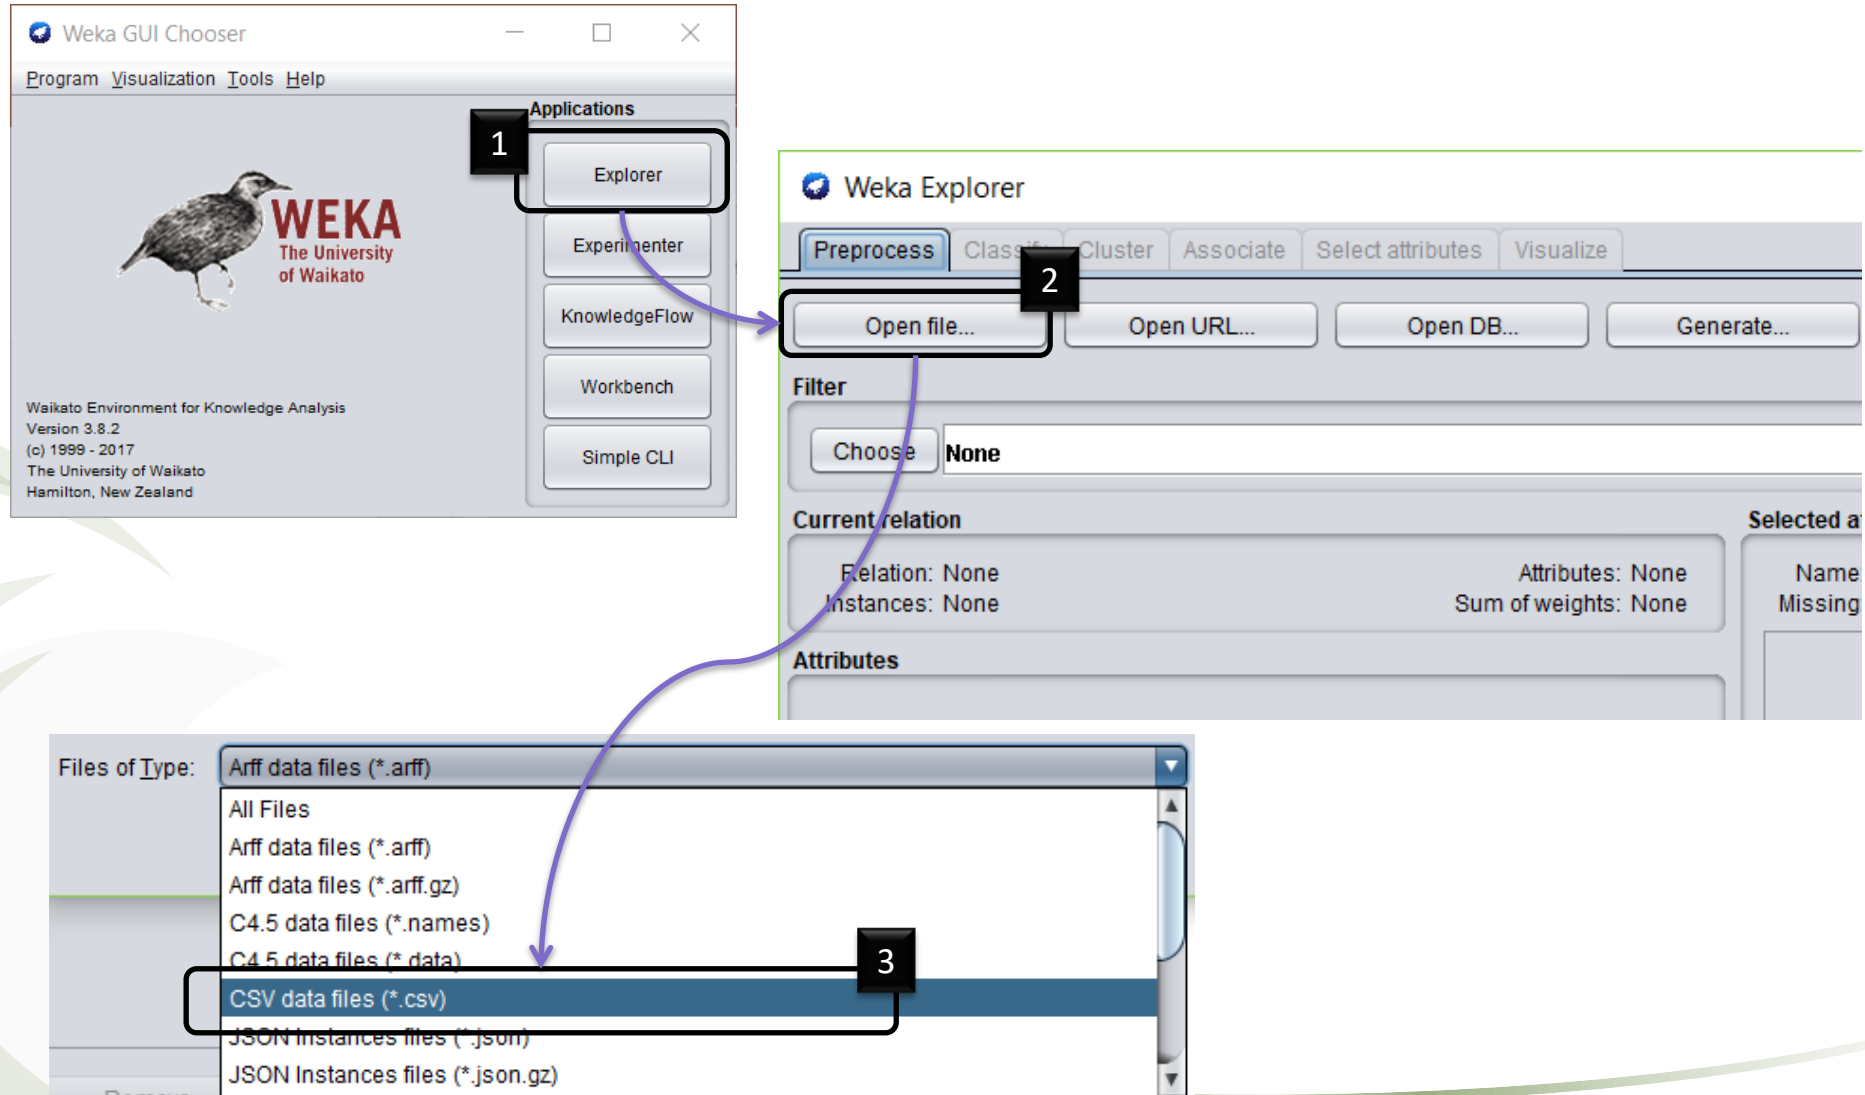 Weka GUI Chooser
Program Visualization Tools Help
Applications
1
Explorer
Experimenter
KnowledgeFlow
Workbench
Simple CLI
WEKA
The University
of Waikato
Waikato Environment for Knowledge Analysis
Version 3.8.2
(c) 1999 - 2017
The University of Waikato
Hamilton, New Zealand
Weka Explorer
Preprocess Classify Cluster Associate Select attributes Visualize
2
Open file... Open URL... Open DB... Generate...
Filter
Choose None
Current relation
Relation: None Attributes: None
Instances: None Sum of weights: None
Selected
Name:
Missing:
Attributes
Files of Type: Arff data files (*.arff)
All Files
Arff data files (*.arff)
Arff data files (*.arff.gz)
C4.5 data files (*.names)
C4.5 data files (*.data)
3
CSV data files (*.csv)
JSON Instances files (*.json)
JSON Instances files (*.json.gz)